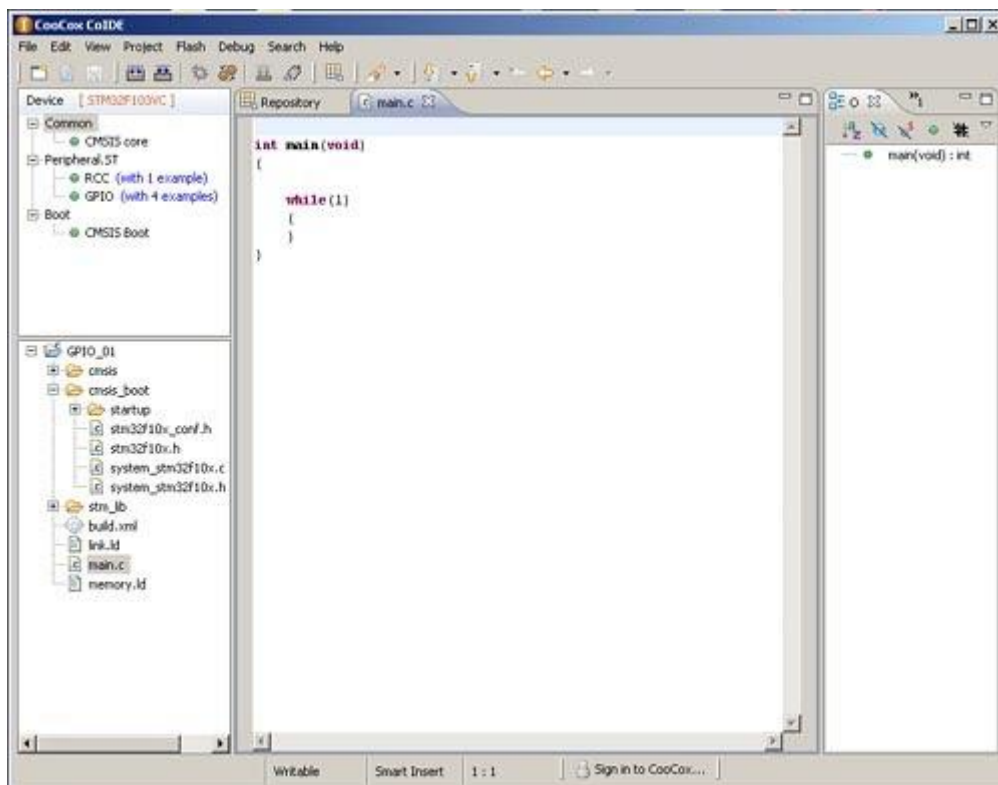 CooCox CoIDE
File Edit View Project Flash Debug Search Help
Device [ STM32F103VC ]
Common
CMSIS core
Peripheral.ST
RCC (with 1 example)
GPIO (with 4 examples)
Boot
CMSIS Boot
GPIO_01
cmsis
cmsis_boot
startup
stm32f10x_conf.h
stm32f10x.h
system_stm32f10x.c
system_stm32f10x.h
stm_lib
build.xml
link.ld
main.c
memory.ld
Repository
main.c
int main(void)
{
while(1)
{
}
}
O
main(void) : int
Writable Smart Insert 1 : 1 Sign in to CooCox...